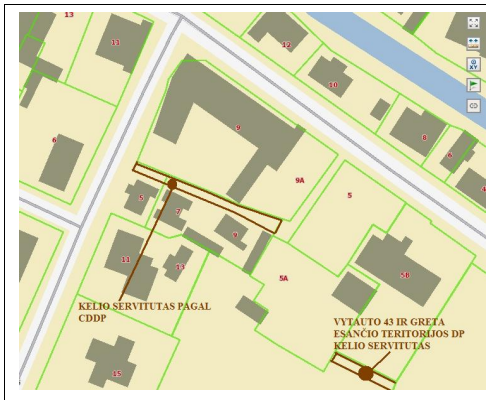 13
11
12
10
9
8
6
6
4
9A
5
5
7
9
11
13
5A
5B
KELIO SERVITUTAS PAGAL
CDDP
VYTAUTO 43 IR GRETA
ESANČIO TERITORIJOS DP
KELIO SERVITUTAS
15